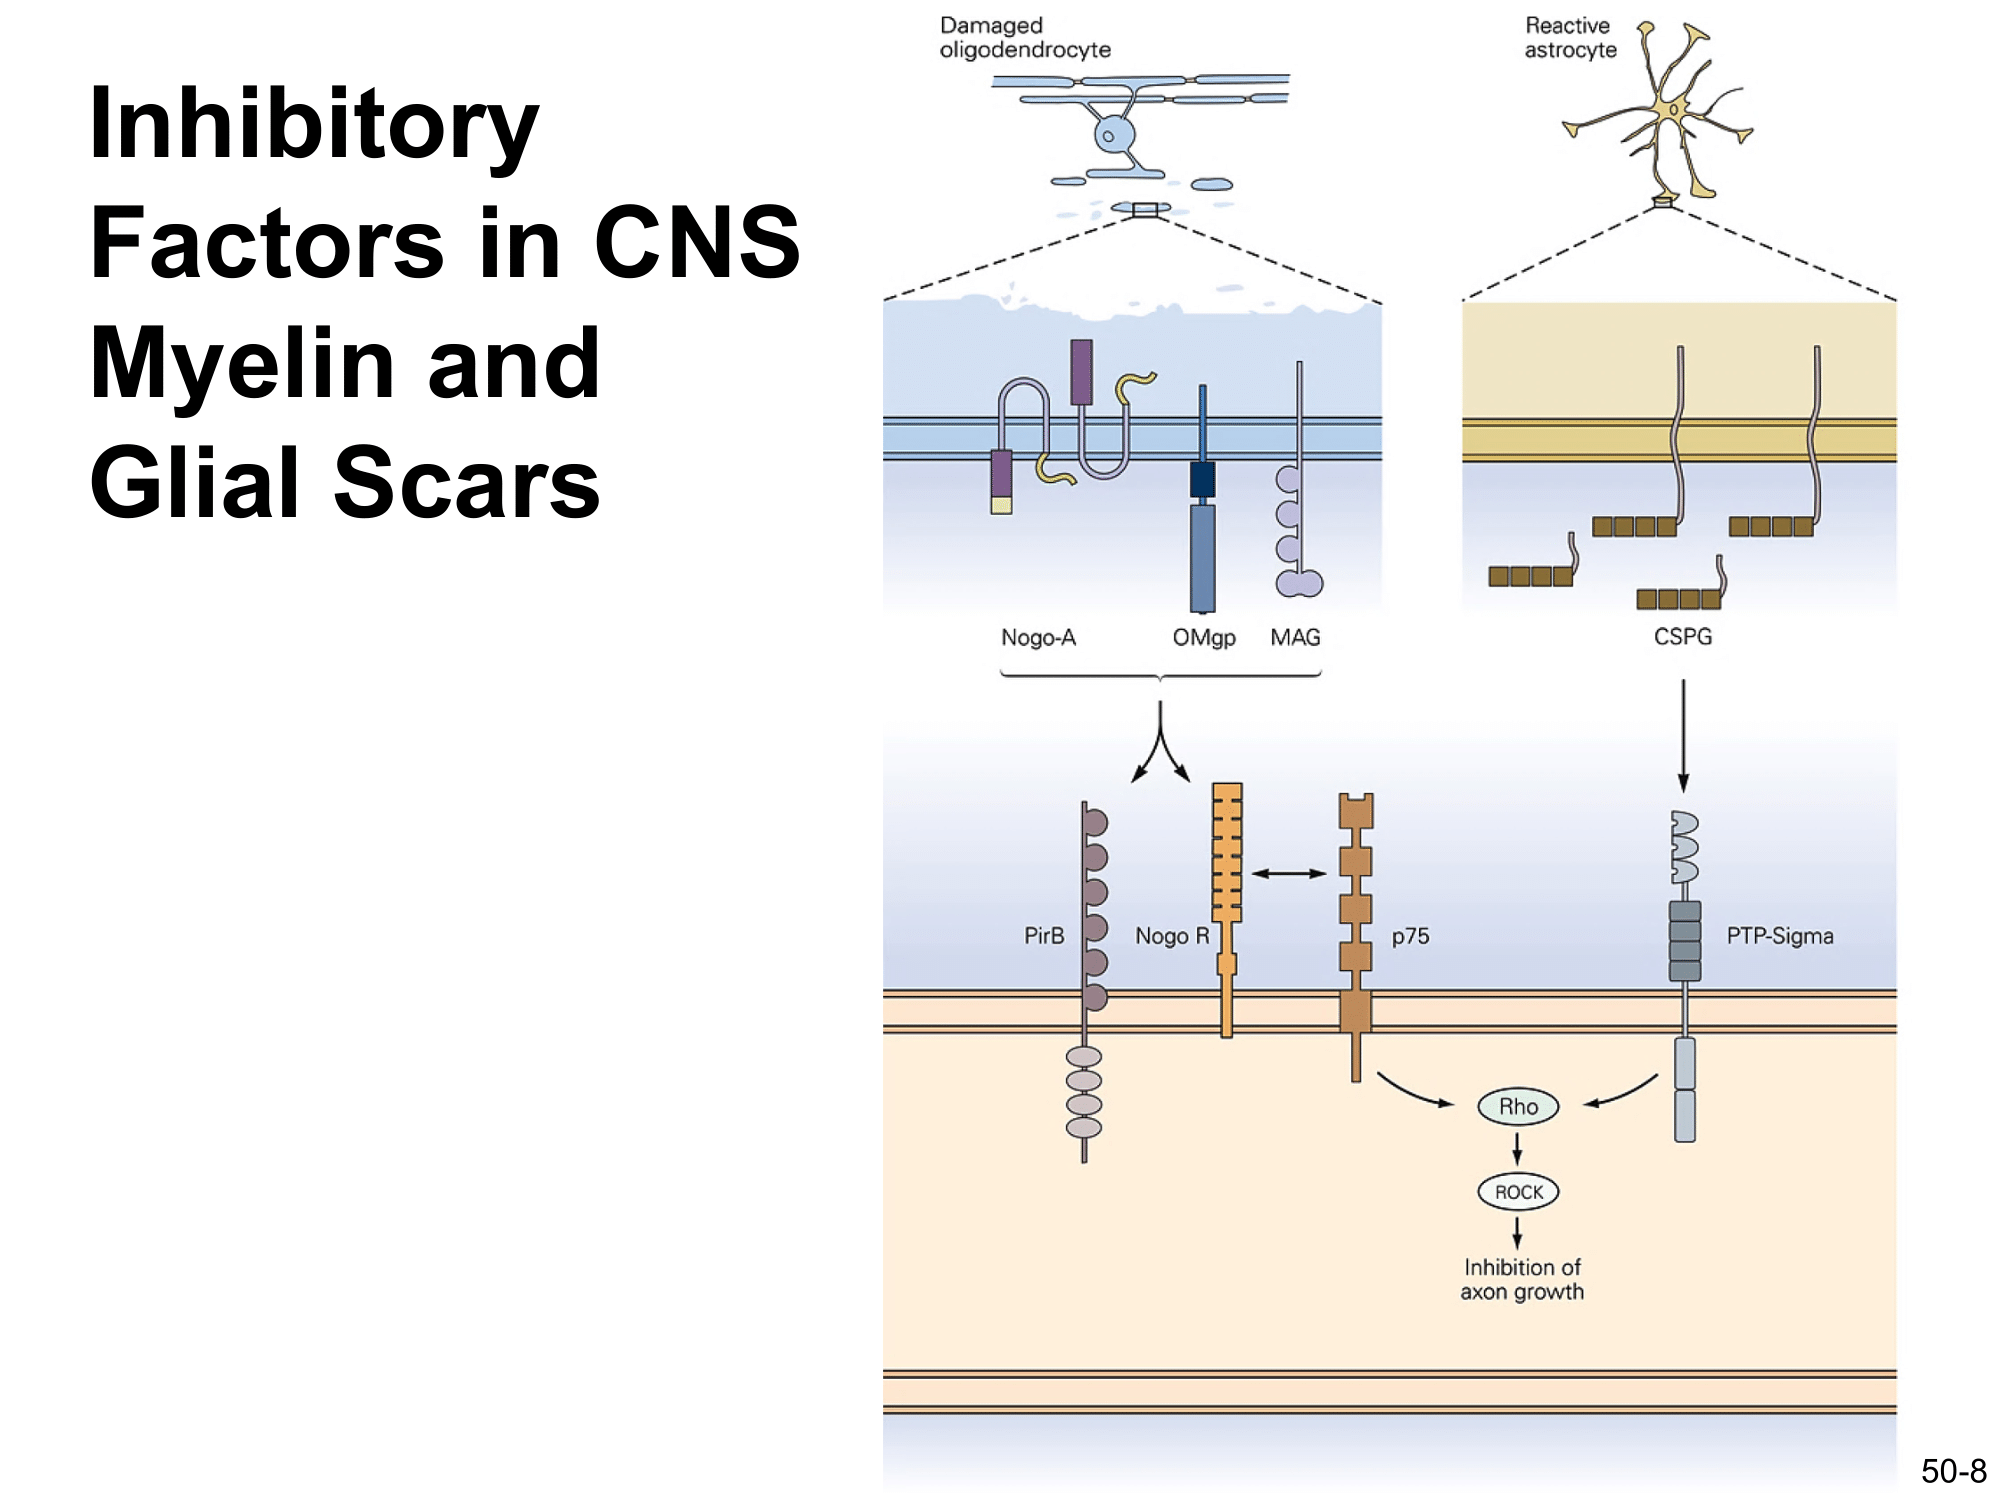 Inhibitory
Factors in CNS
Myelin and
Glial Scars
Damaged
oligodendrocyte
Reactive
astrocyte
Nogo-A
OMgp
MAG
CSPG
PirB
Nogo R
p75
PTP-Sigma
Rho
ROCK
Inhibition of
axon growth
50-8